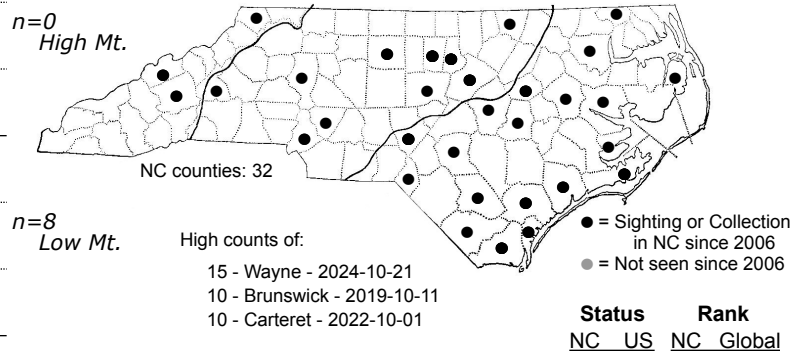 n=0
High Mt.
NC counties: 32
n=8
Low Mt.
High counts of:
15 - Wayne - 2024-10-21
10 - Brunswick - 2019-10-11
10 - Carteret - 2022-10-01
= Sighting or Collection
in NC since 2006
= Not seen since 2006
Status Rank
NC US NC Global